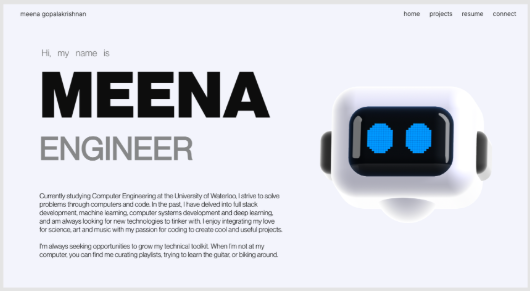 meena gopalakrishnan
home projects resume connect
Hi, my name is
MEENA
ENGINEER
Currently studying Computer Engineering at the University of Waterloo, I strive to solve
problems through computers and code. In the past, I have delved into full stack
development, machine learning, computer systems development and deep learning,
and am always looking for new technologies to tinker with. I enjoy integrating my love
for science, art and music with my passion for coding to create cool and useful projects.
I'm always seeking opportunities to grow my technical toolkit. When I'm not at my
computer, you can find me curating playlists, trying to learn the guitar, or biking around.